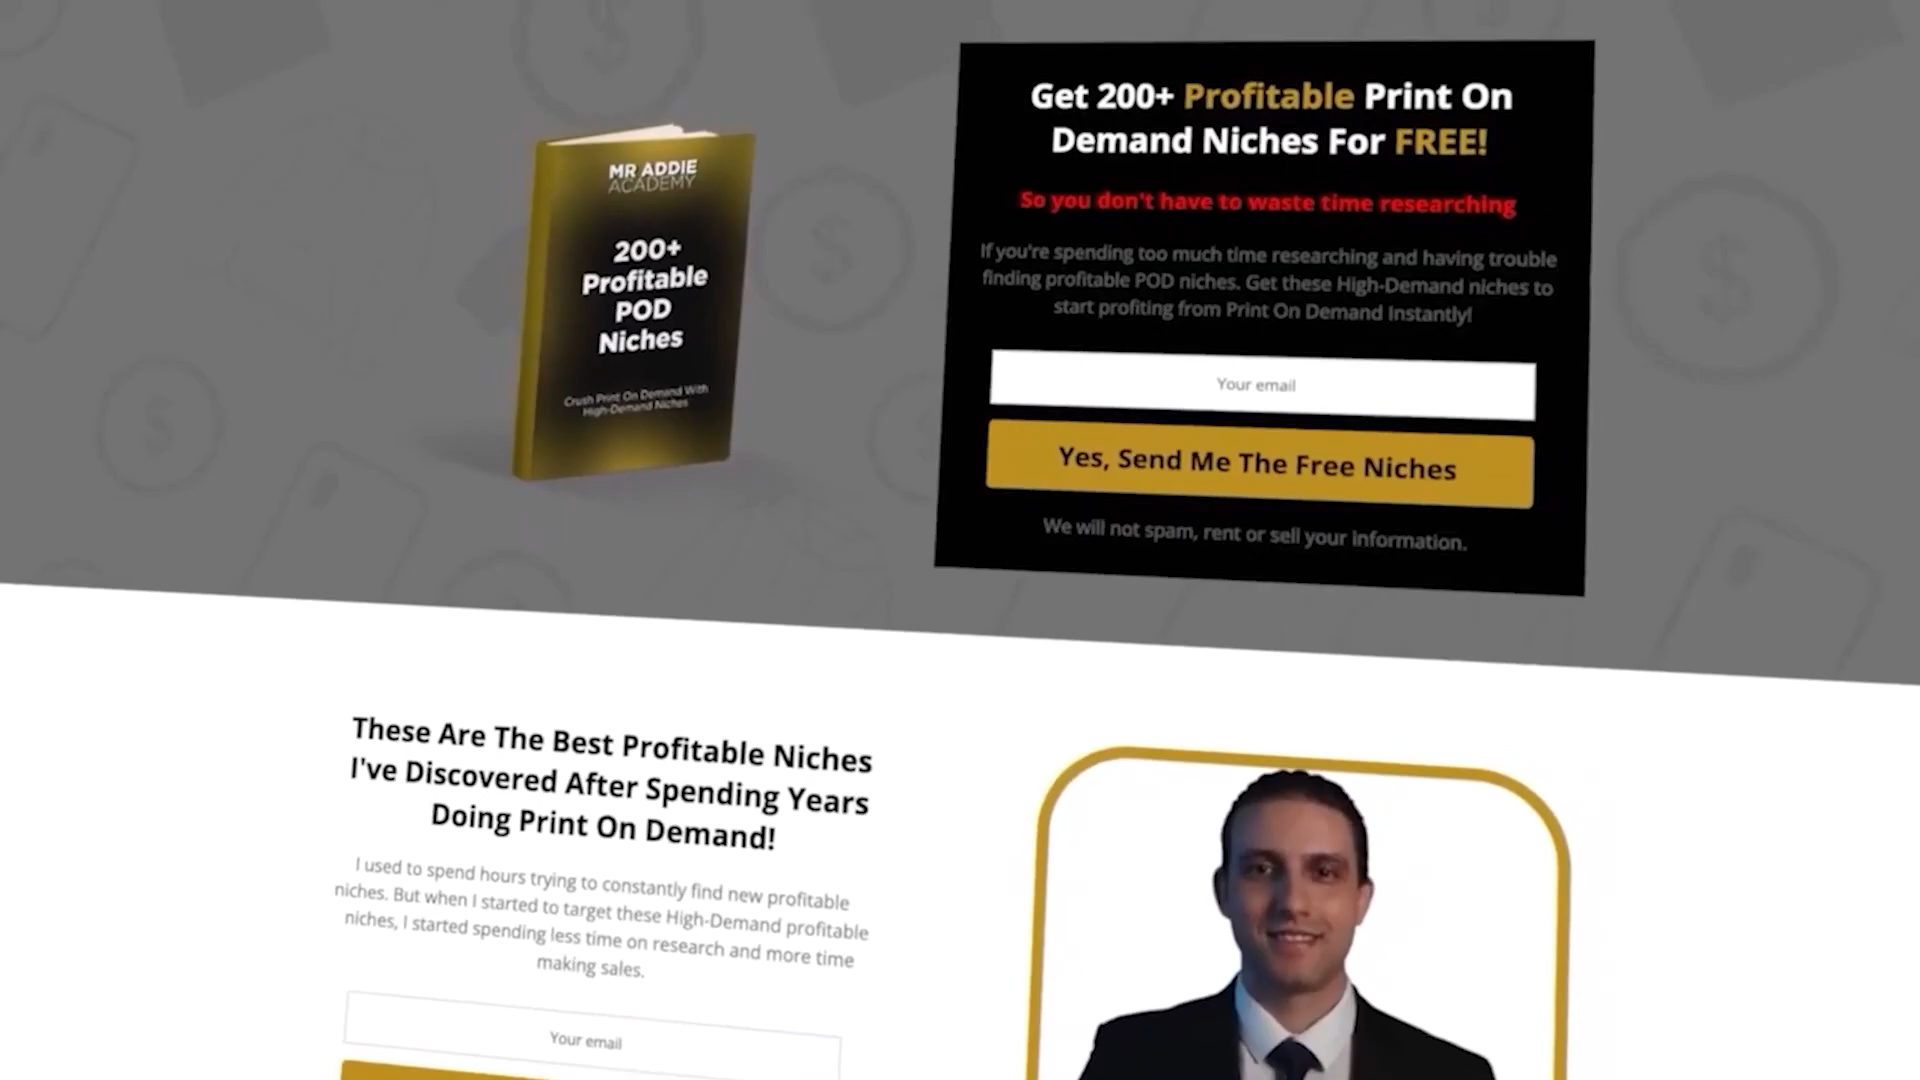 MR ADDIE
ACADEMY
200+
Profitable
POD
Niches
Crush Print On Demand With
High-Demand Niches
Get 200+ Profitable Print On
Demand Niches For FREE!
So you don't have to waste time researching
If you're spending too much time researching and having trouble
finding profitable POD niches. Get these High-Demand niches to
start profiting from Print On Demand Instantly!
Your email
Yes, Send Me The Free Niches
We will not spam, rent or sell your information.
These Are The Best Profitable Niches
I've Discovered After Spending Years
Doing Print On Demand!
I used to spend hours trying to constantly find new profitable
niches. But when I started to target these High-Demand profitable
niches, I started spending less time on research and more time
making sales.
Your email